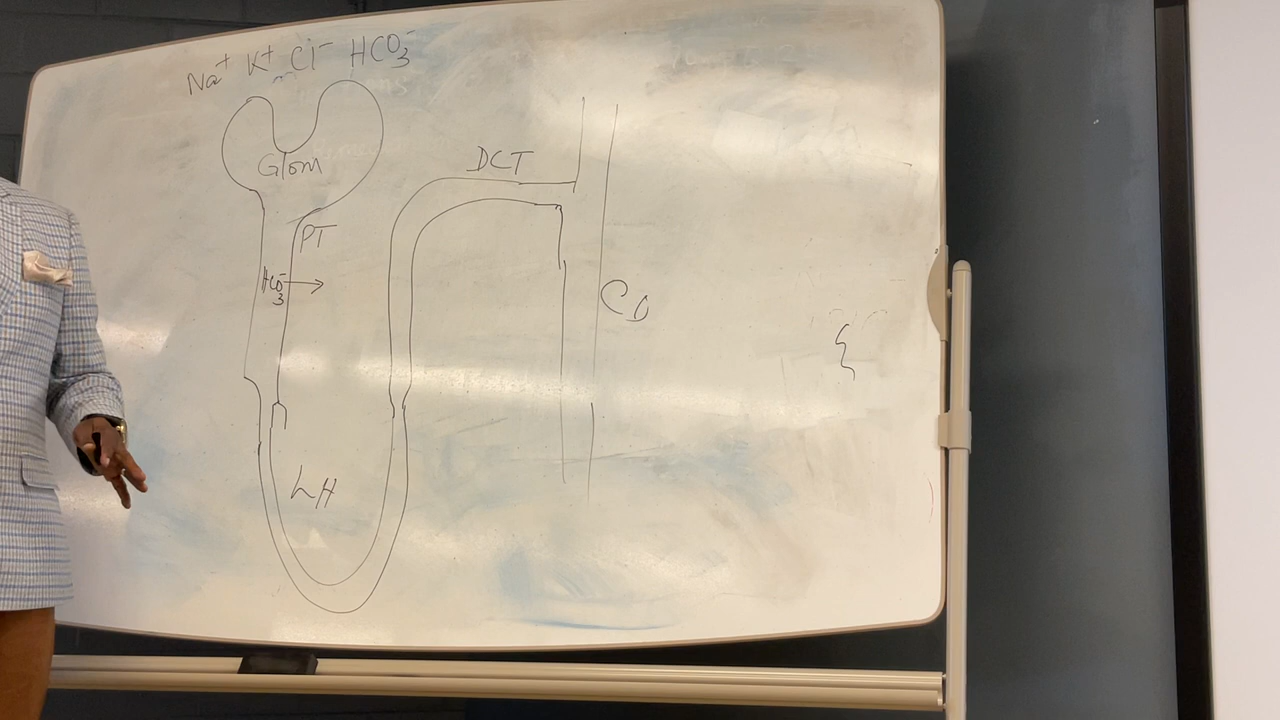 Na⁺ K⁺ Cl⁻ HCO₃⁻
Glom
DCT
PT
HCO₃⁻
CD
LH